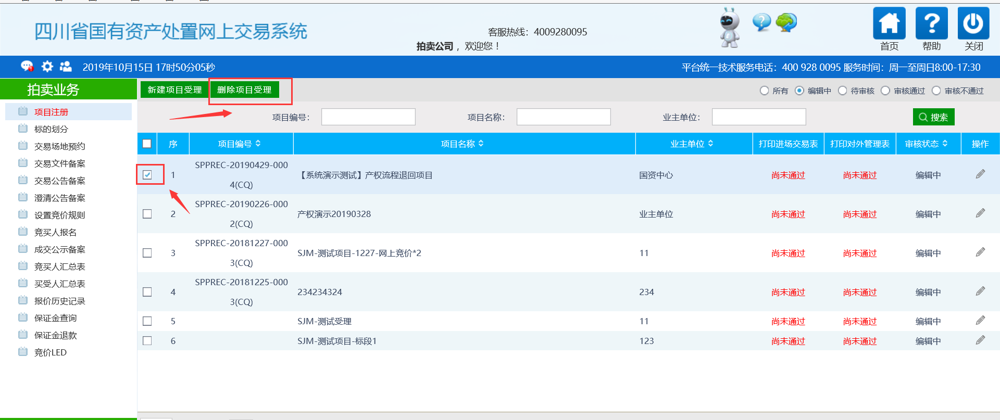 四川省国有资产处置网上交易系统
客服热线：4009280095
拍卖公司，欢迎您！
首页
帮助
关闭
2019年10月15日 17时50分05秒
平台统一技术服务电话：400 928 0095 服务时间：周一至周日8:00-17:30
拍卖业务
项目注册
标的划分
交易场地预约
交易文件备案
交易公告备案
澄清公告备案
设置竞价规则
竞买人报名
成交公示备案
竞买人汇总表
买受人汇总表
报价历史记录
保证金查询
保证金退款
竞价LED
新建项目受理 删除项目受理
所有 编辑中 待审核 审核通过 审核不通过
项目编号： 项目名称： 业主单位： 搜索
序 项目编号 项目名称 业主单位 打印进场交易表 打印对外管理表 审核状态 操作
1 SPPREC-20190429-000
4(CQ) 【系统演示测试】产权流程退回项目 国资中心 尚未通过 尚未通过 编辑中
2 SPPREC-20190226-000
2(CQ) 产权演示20190328 业主单位 尚未通过 尚未通过 编辑中
3 SPPREC-20181227-000
3(CQ) SJM-测试项目-1227-网上竞价*2 11 尚未通过 尚未通过 编辑中
4 SPPREC-20181225-000
3(CQ) 234234324 234 尚未通过 尚未通过 编辑中
5 SJM-测试受理 11 尚未通过 尚未通过 编辑中
6 SJM-测试项目-标段1 123 尚未通过 尚未通过 编辑中